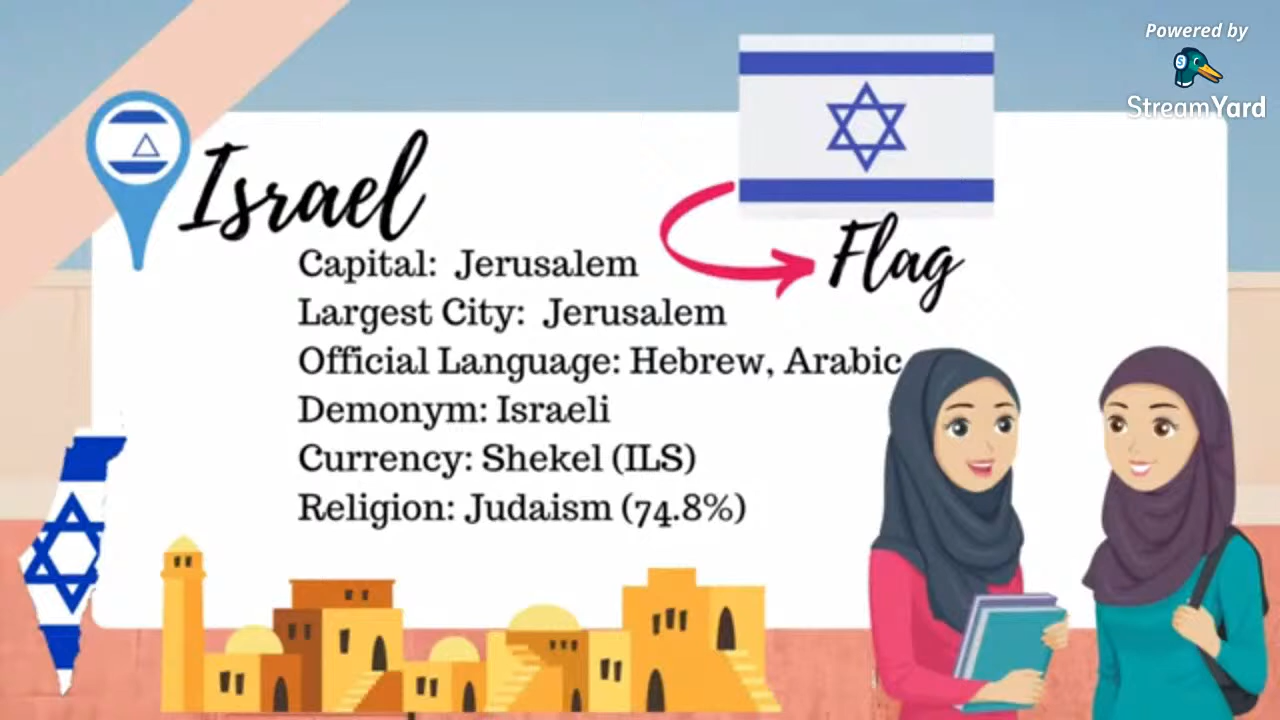 Powered by
StreamYard
Israel
Capital: Jerusalem
Flag
Largest City: Jerusalem
Official Language: Hebrew, Arabic
Demonym: Israeli
Currency: Shekel (ILS)
Religion: Judaism (74.8%)